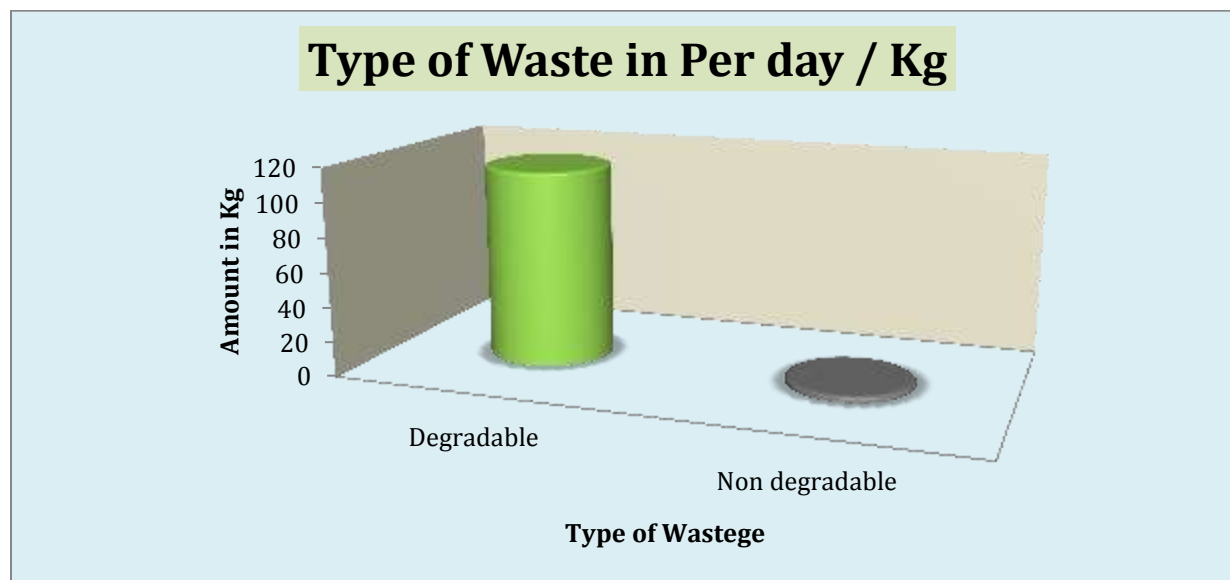 Type of Waste in Per day / Kg
120
100
80
60
40
20
0
Amount in Kg
Degradable
Non degradable
Type of Wastege